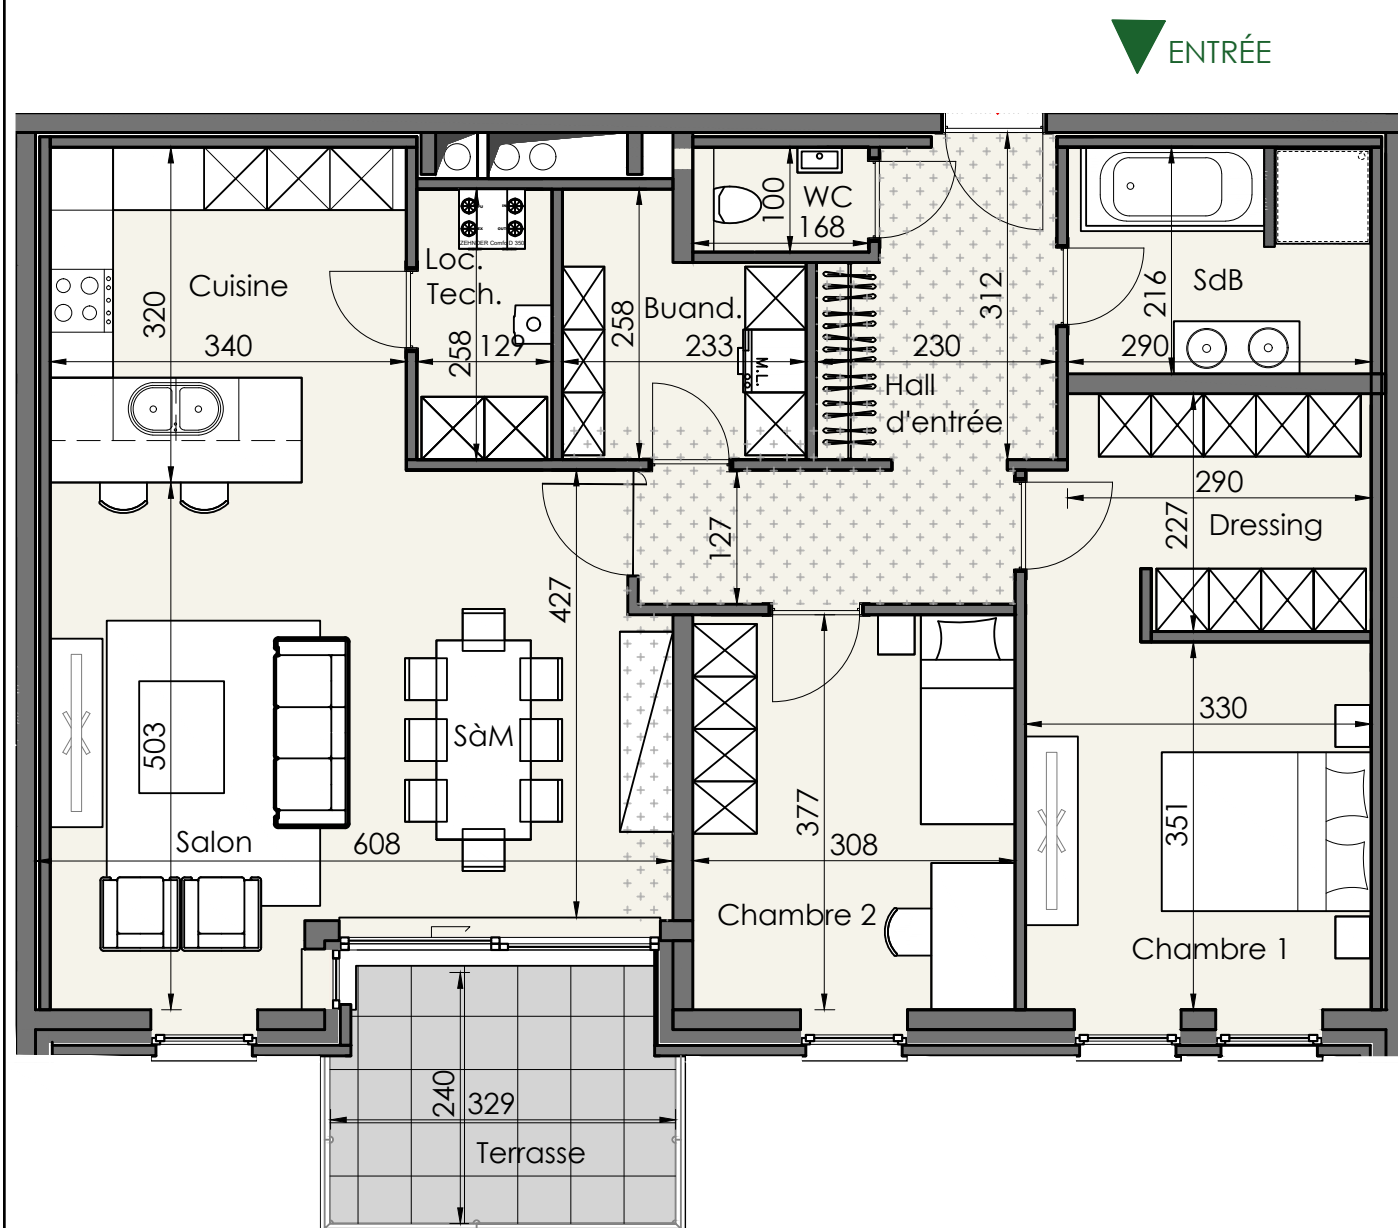 ENTRÉE
WC
100
168
Loc.
Tech.
ZEHNDER ComfoD 350
Cuisine
320
340
258
129
258
Buand.
233
M.L.
312
230
Hall
d'entrée
SdB
216
290
290
227
Dressing
127
427
SàM
503
Salon
608
377
308
Chambre 2
330
351
Chambre 1
240
329
Terrasse